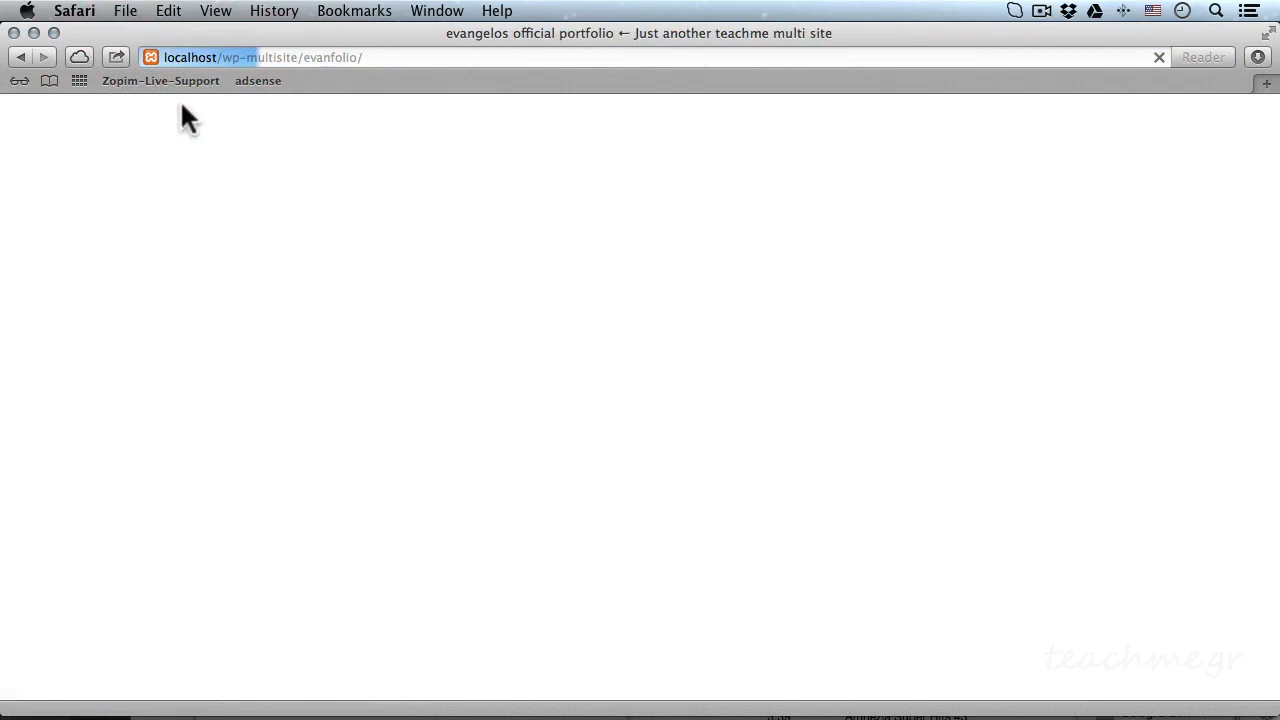 Safari File Edit View History Bookmarks Window Help
evangelos official portfolio ← Just another teachme multi site
localhost/wp-multisite/evanfolio/ Reader
Zopim-Live-Support adsense
teachme.gr